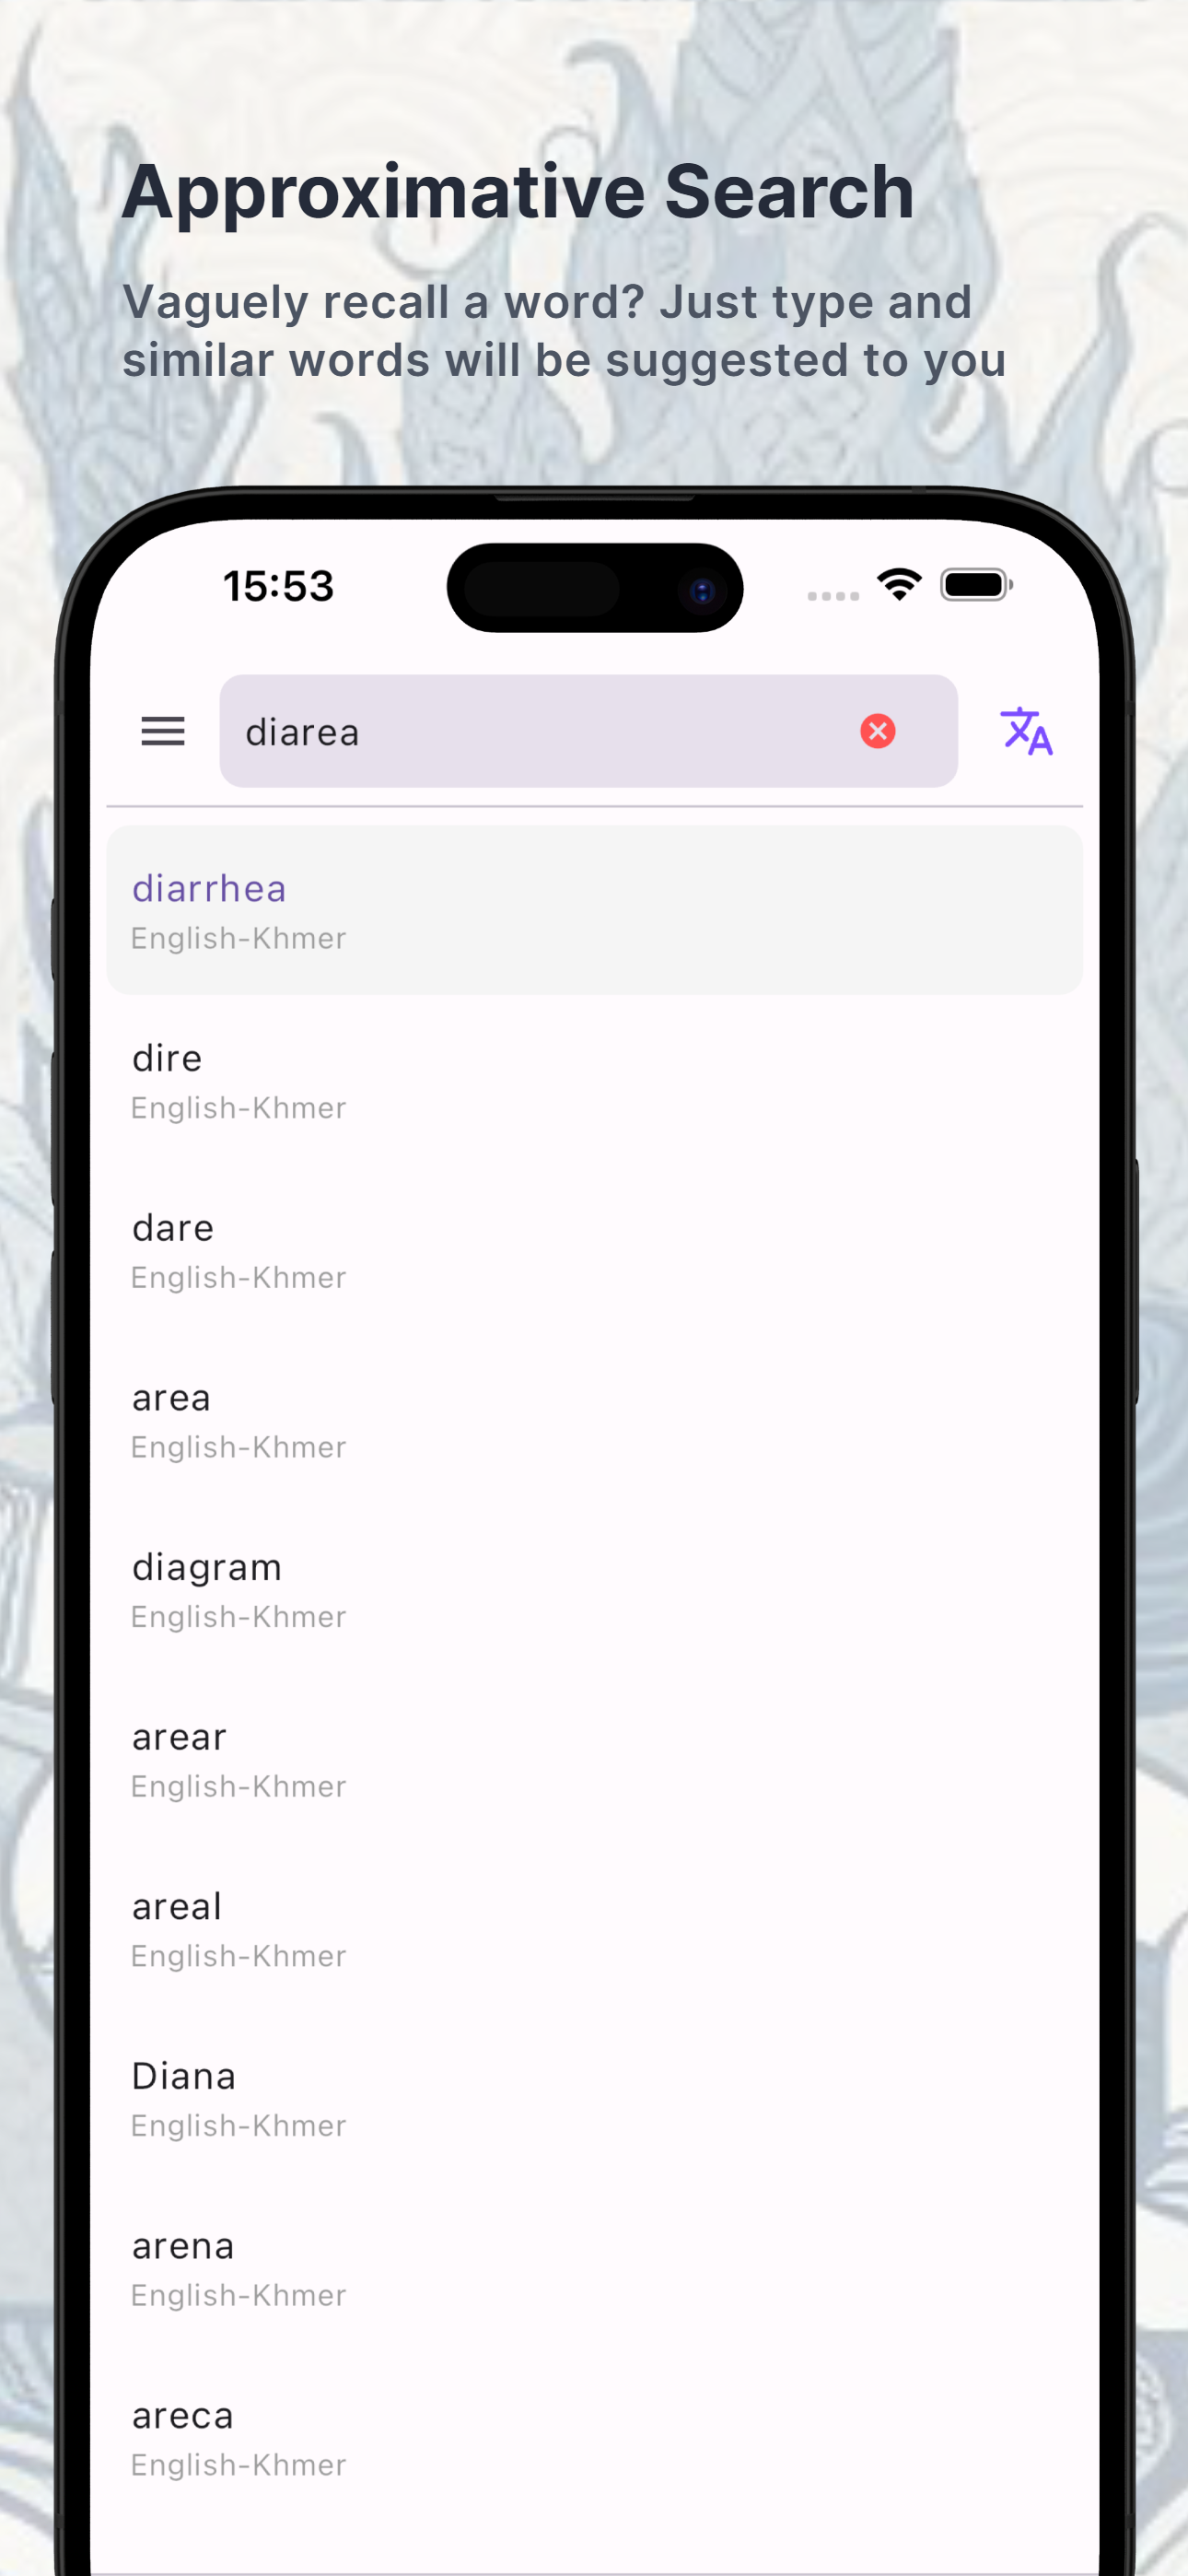 Approximative Search
Vaguely recall a word? Just type and
similar words will be suggested to you
15:53
diarea
diarrhea
English-Khmer
dire
English-Khmer
dare
English-Khmer
area
English-Khmer
diagram
English-Khmer
arear
English-Khmer
areal
English-Khmer
Diana
English-Khmer
arena
English-Khmer
areca
English-Khmer